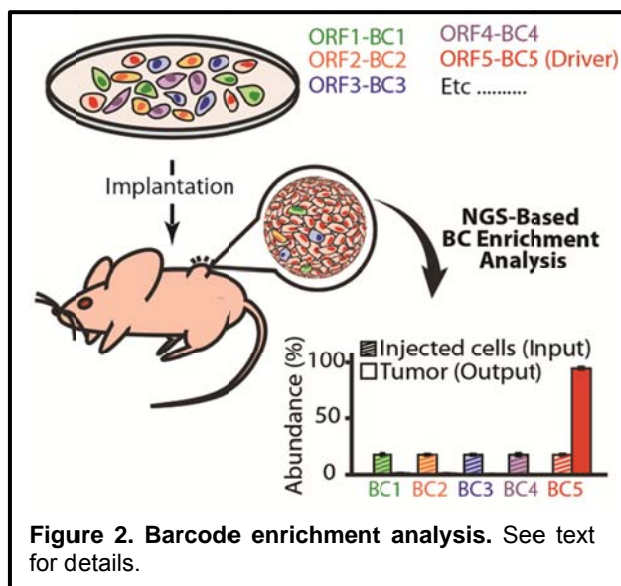 ORF1-BC1 ORF4-BC4
ORF2-BC2 ORF5-BC5 (Driver)
ORF3-BC3 Etc ..........
Implantation
NGS-Based
BC Enrichment
Analysis
Abundance (%)
100
50
0
Injected cells (Input)
Tumor (Output)
BC1 BC2 BC3 BC4 BC5
Figure 2. Barcode enrichment analysis. See text
for details.